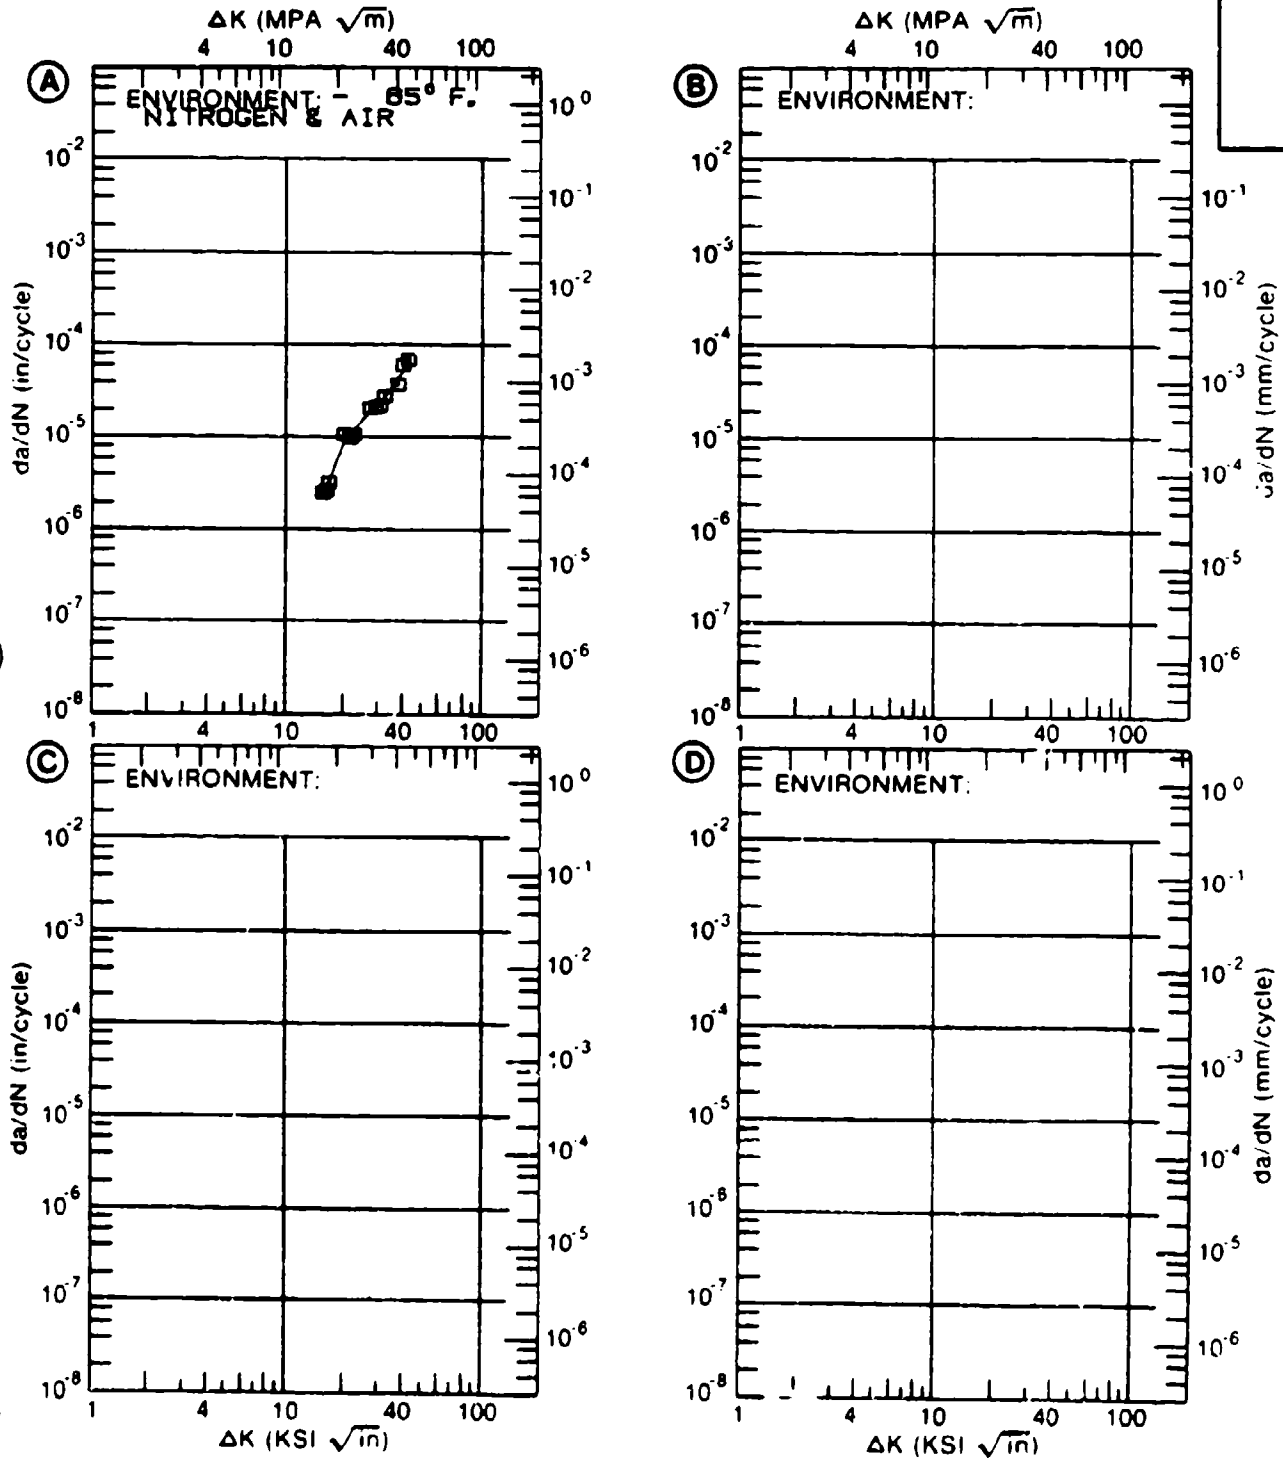 ΔK (MPA √m)
4 10 40 100
A
ENVIRONMENT: - 65° F.
NITROGEN & AIR
10⁻²
10⁻³
10⁻⁴
10⁻⁵
10⁻⁶
10⁻⁷
10⁻⁸
da/dN (in/cycle)
10⁰
10⁻¹
10⁻²
10⁻³
10⁻⁴
10⁻⁵
10⁻⁶
1 4 10 40 100
ΔK (MPA √m)
4 10 40 100
B
ENVIRONMENT:
10⁻²
10⁻³
10⁻⁴
10⁻⁵
10⁻⁶
10⁻⁷
10⁻⁸
10⁻¹
10⁻²
10⁻³
10⁻⁴
10⁻⁵
10⁻⁶
da/dN (mm/cycle)
1 4 10 40 100
C
ENVIRONMENT:
10⁻²
10⁻³
10⁻⁴
10⁻⁵
10⁻⁶
10⁻⁷
10⁻⁸
da/dN (in/cycle)
10⁰
10⁻¹
10⁻²
10⁻³
10⁻⁴
10⁻⁵
10⁻⁶
1 4 10 40 100
ΔK (KSI √in)
D
ENVIRONMENT:
10⁻²
10⁻³
10⁻⁴
10⁻⁵
10⁻⁶
10⁻⁷
10⁻⁸
10⁰
10⁻¹
10⁻²
10⁻³
10⁻⁴
10⁻⁵
10⁻⁶
da/dN (mm/cycle)
1 4 10 40 100
ΔK (KSI √in)